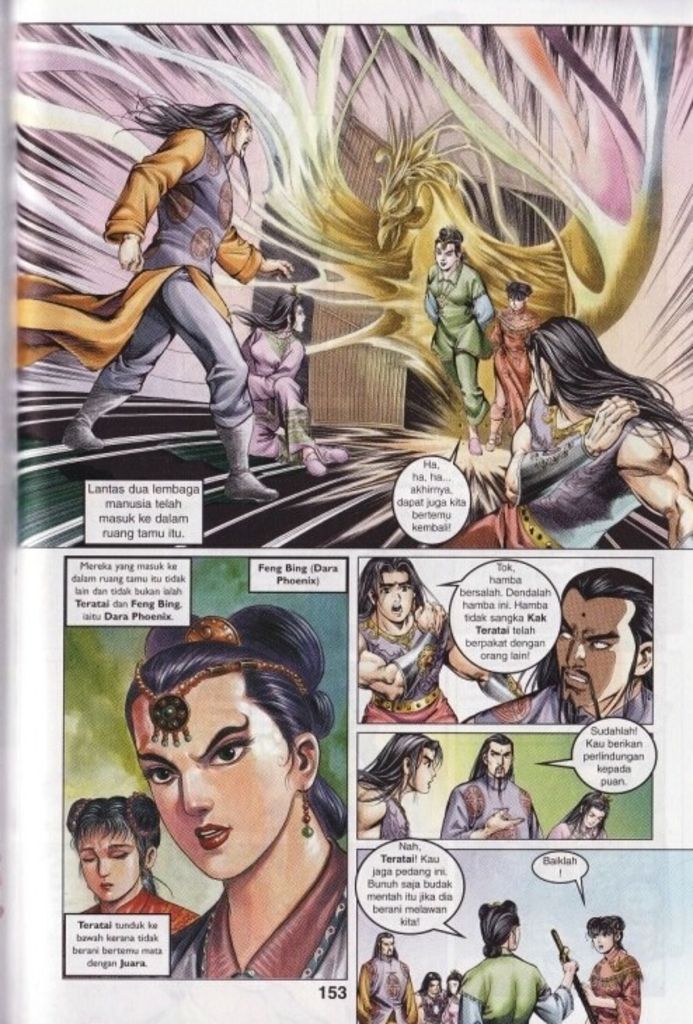 Lantas dua lembaga
manusia telah
masuk ke dalam
ruang tamu itu.
Ha,
ha, ha...
akhirnya,
dapat juga kita
bertemu
kembali!
Mereka yang masuk ke
dalam ruang tamu itu tidak
lain dan tidak bukan ialah
Teratai dan Feng Bing,
iaitu Dara Phoenix.
Feng Bing (Dara
Phoenix)
Teratai tunduk ke
bawah kerana tidak
berani bertemu mata
dengan Juara.
Tok,
hamba
bersalah. Dendalah
hamba ini. Hamba
tidak sangka Kak
Teratai telah
berpakat dengan
orang lain!
Sudahlah!
Kau berikan
perlindungan
kepada
puan.
Nah,
Teratai! Kau
jaga pedang ini.
Bunuh saja budak
mentah itu jika dia
berani melawan
kita!
Baiklah
!
153